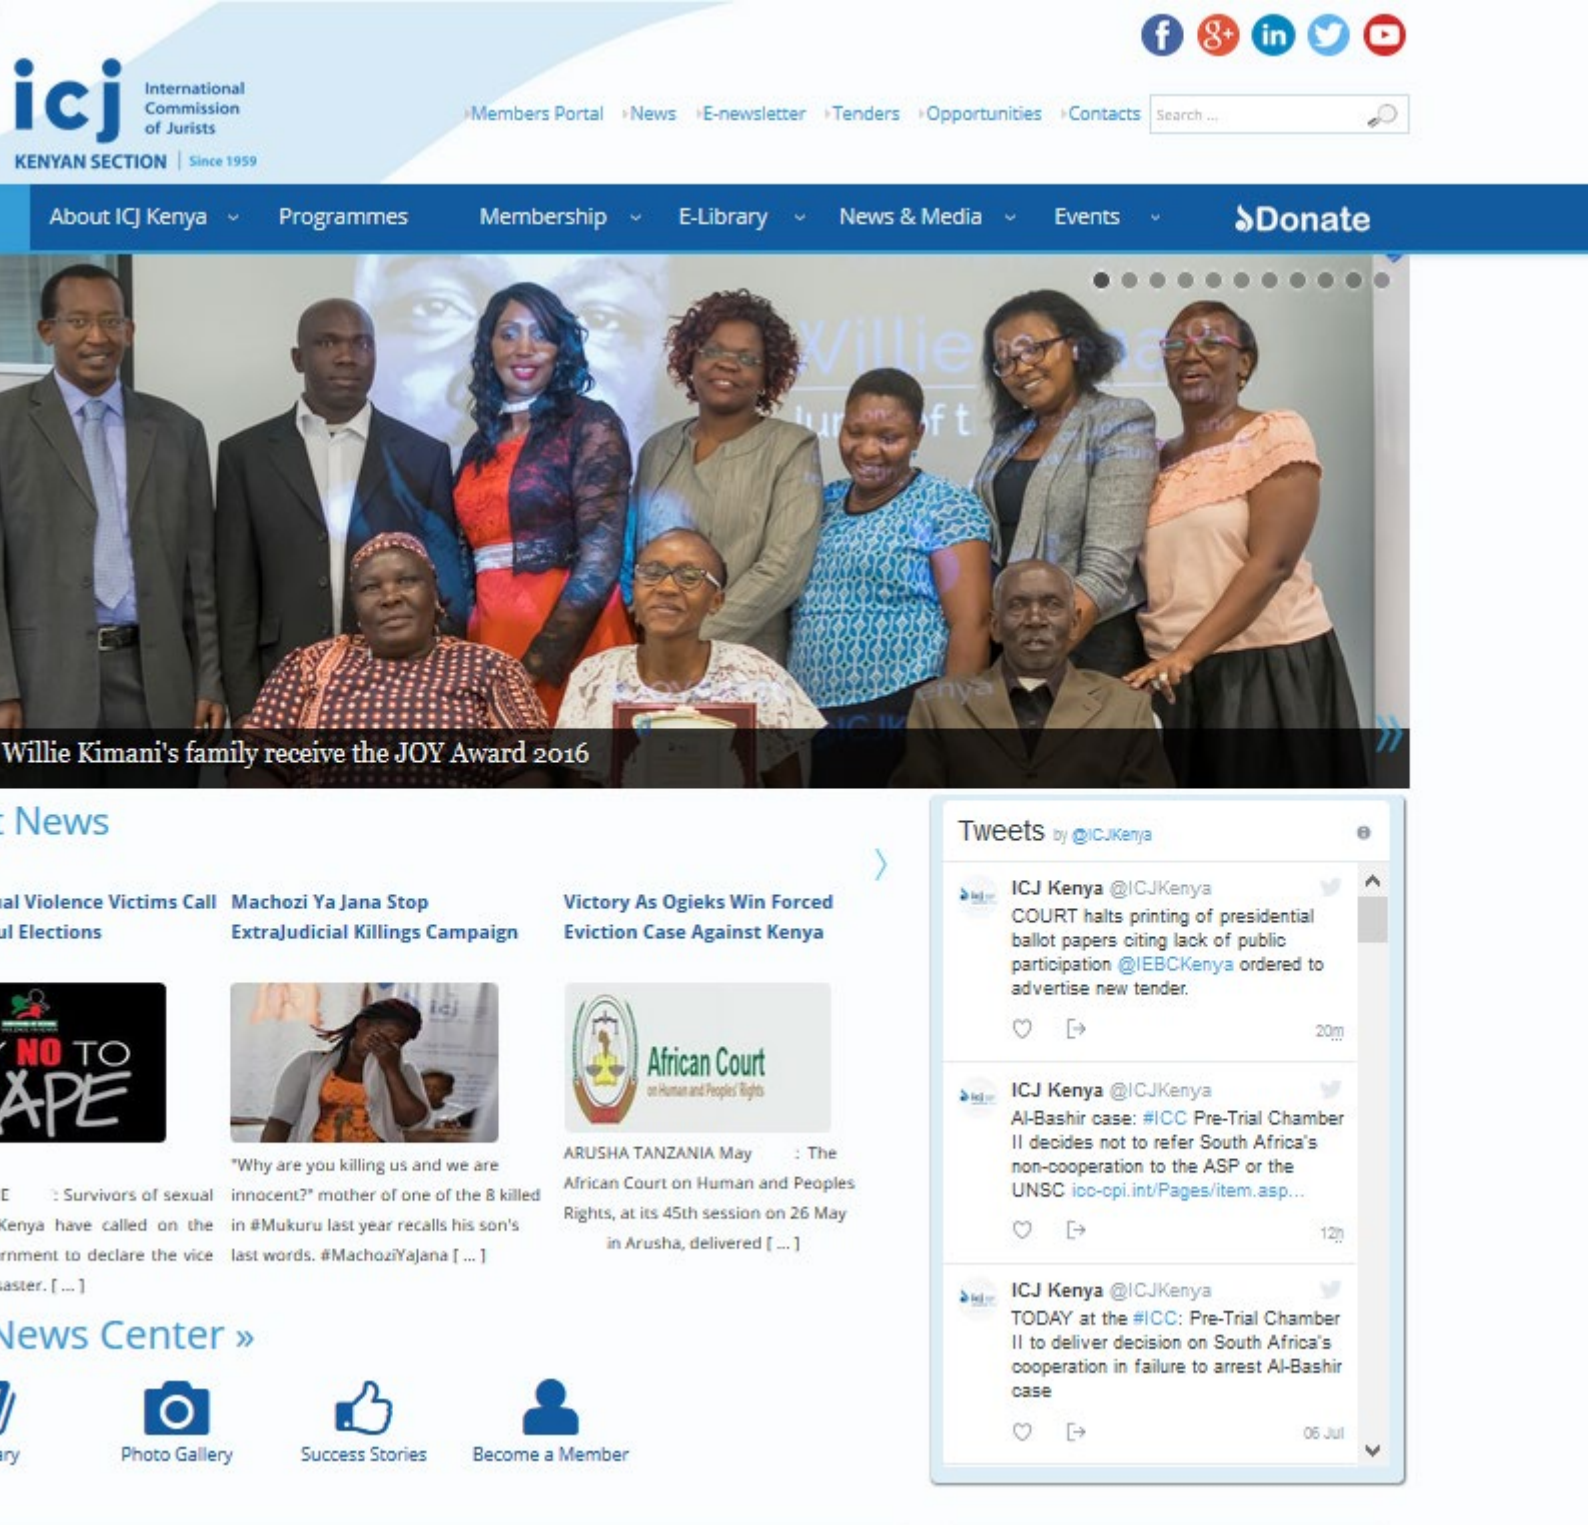 icj
International
Commission
of Jurists
KENYAN SECTION | Since 1959
Members Portal News E-newsletter Tenders Opportunities Contacts Search ...
About ICJ Kenya Programmes Membership E-Library News & Media Events Donate
Willie
Willie Kimani's family receive the JOY Award 2016
News
Violence Victims Call
Elections
Machozi Ya Jana Stop
ExtraJudicial Killings Campaign
Victory As Ogieks Win Forced
Eviction Case Against Kenya
NO TO
: Survivors of sexual
Kenya have called on the
to declare the vice
[ ... ]
icj
"Why are you killing us and we are
innocent?" mother of one of the 8 killed
in #Mukuru last year recalls his son's
last words. #MachoziYaJana [ ... ]
African Court
on Human and Peoples' Rights
ARUSHA TANZANIA May : The
African Court on Human and Peoples
Rights, at its 45th session on 26 May
in Arusha, delivered [ ... ]
News Center »
Photo Gallery Success Stories Become a Member
Tweets by @ICJKenya
ICJ Kenya @ICJKenya
COURT halts printing of presidential
ballot papers citing lack of public
participation @IEBCKenya ordered to
advertise new tender.
20m
ICJ Kenya @ICJKenya
Al-Bashir case: #ICC Pre-Trial Chamber
II decides not to refer South Africa's
non-cooperation to the ASP or the
UNSC icc-cpi.int/Pages/item.asp...
12h
ICJ Kenya @ICJKenya
TODAY at the #ICC: Pre-Trial Chamber
II to deliver decision on South Africa's
cooperation in failure to arrest Al-Bashir
case
06 Jul